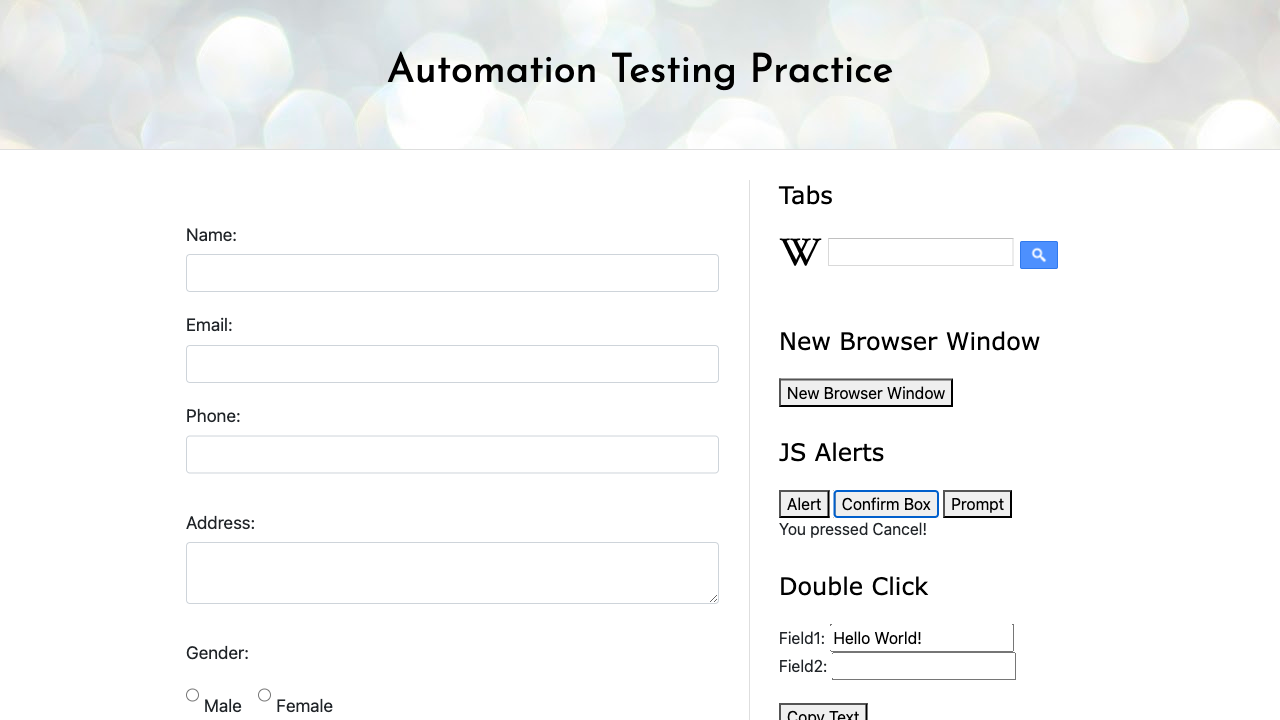 Automation Testing Practice
Name:
Email:
Phone:
Address:
Gender:
Male Female
Tabs
New Browser Window
New Browser Window
JS Alerts
Alert Confirm Box Prompt
You pressed Cancel!
Double Click
Field1: Hello World!
Field2:
Copy Text